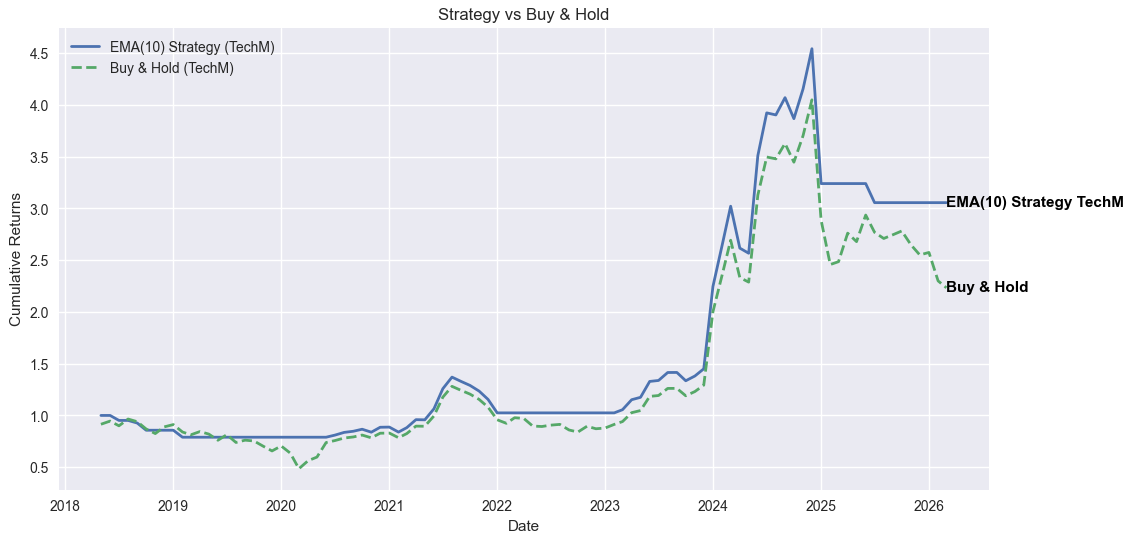 Strategy vs Buy & Hold
EMA(10) Strategy (TechM)
Buy & Hold (TechM)
Cumulative Returns
4.5
4.0
3.5
3.0
2.5
2.0
1.5
1.0
0.5
EMA(10) Strategy TechM
Buy & Hold
2018 2019 2020 2021 2022 2023 2024 2025 2026
Date